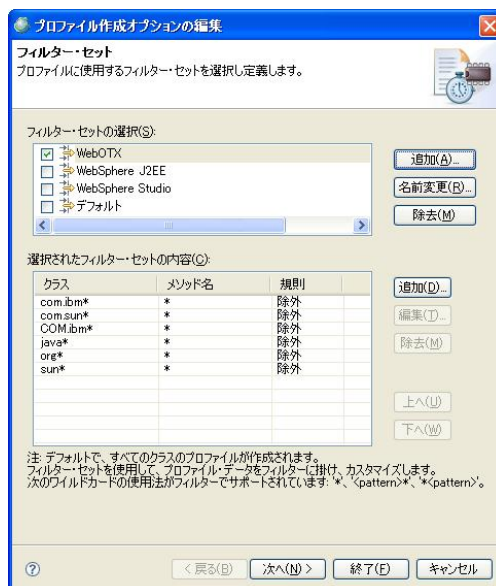 プロファイル作成オプションの編集
フィルター・セット
プロファイルに使用するフィルター・セットを選択し定義します。
フィルター・セットの選択(S):
WebOTX
WebSphere J2EE
WebSphere Studio
デフォルト
追加(A)...
名前変更(R)...
除去(M)
選択されたフィルター・セットの内容(C):
クラス メソッド名 規則
com.ibm* * 除外
com.sun* * 除外
COM.ibm* * 除外
java* * 除外
org* * 除外
sun* * 除外
追加(D)...
編集(T)...
除去(M)
上へ(U)
下へ(W)
注: デフォルトで、すべてのクラスのプロファイルが作成されます。
フィルター・セットを使用して、プロファイル・データをフィルターに掛け、カスタマイズします。
次のワイルドカードの使用法がフィルターでサポートされています: '*'、'<pattern>*'、'*<pattern>'。
?
< 戻る(B) 次へ(N) > 終了(F) キャンセル